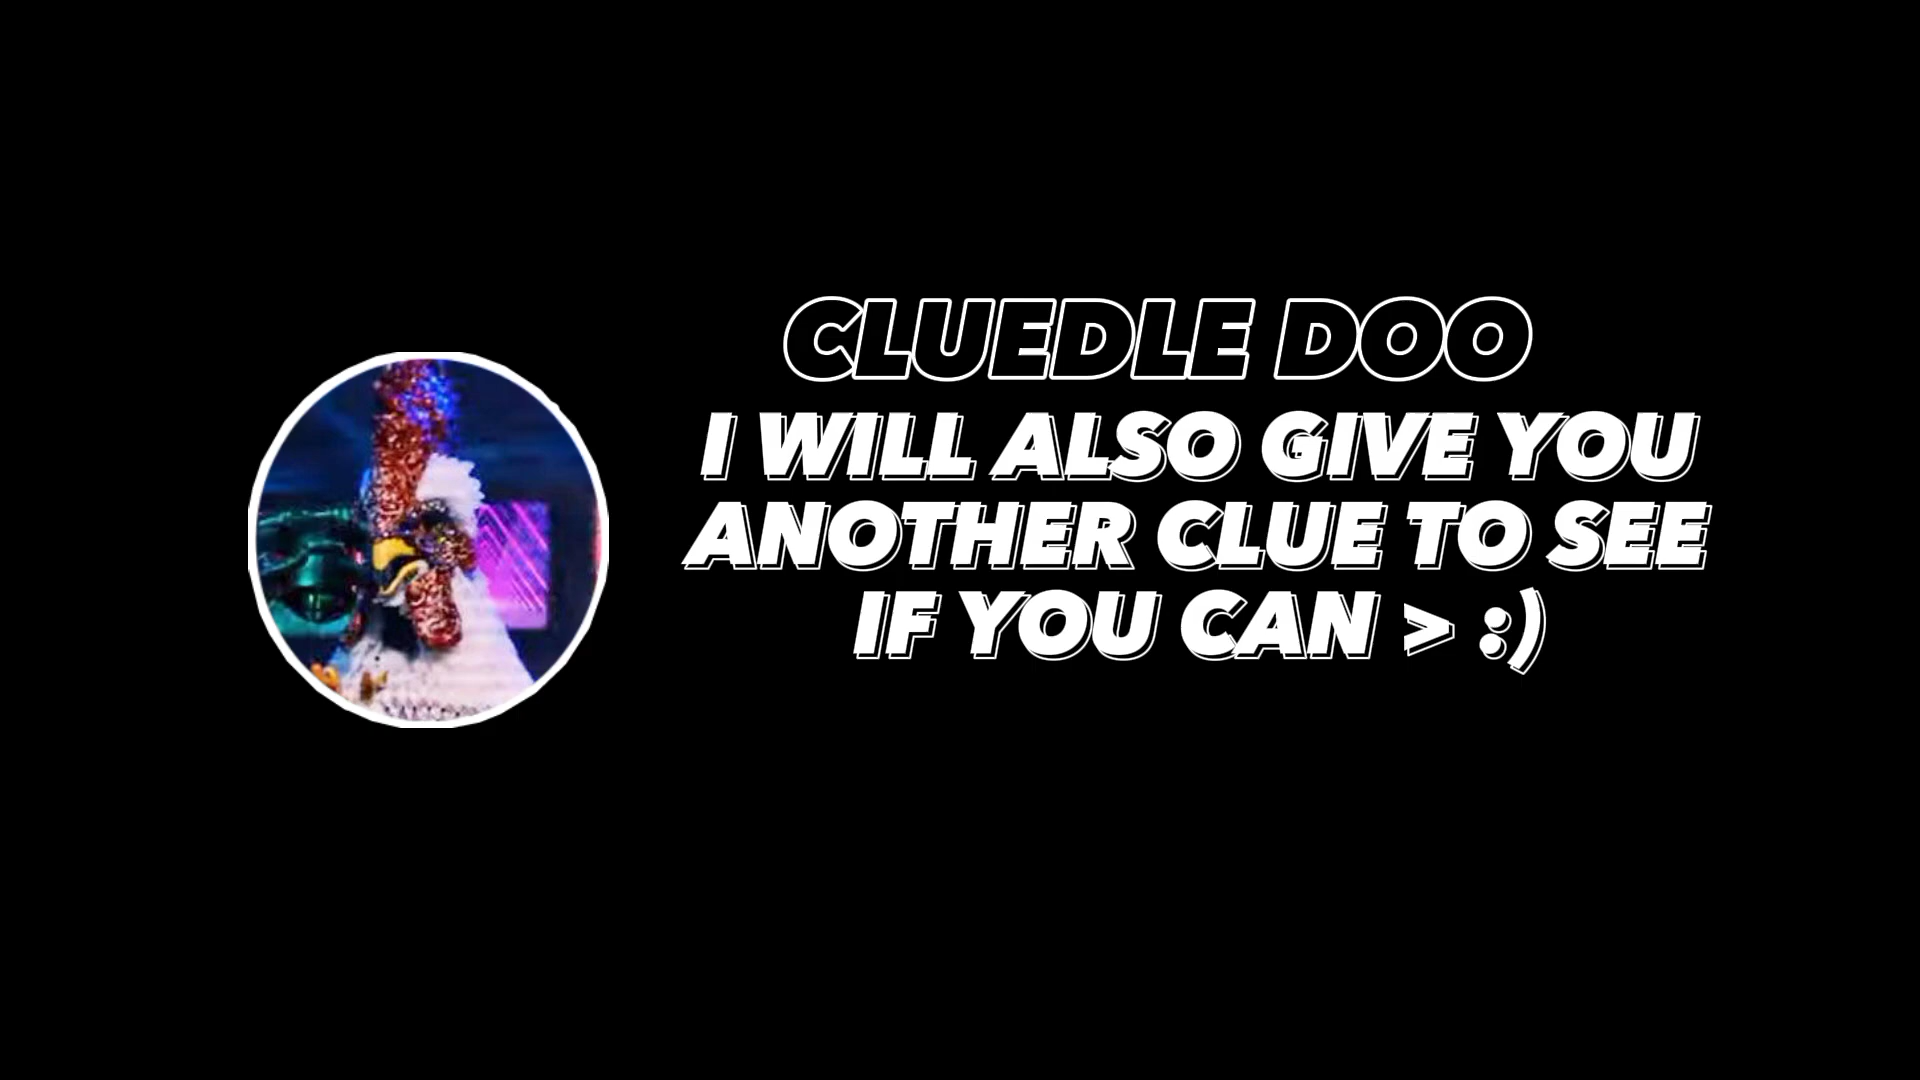 CLUEDLE DOO
I WILL ALSO GIVE YOU
ANOTHER CLUE TO SEE
IF YOU CAN > :)